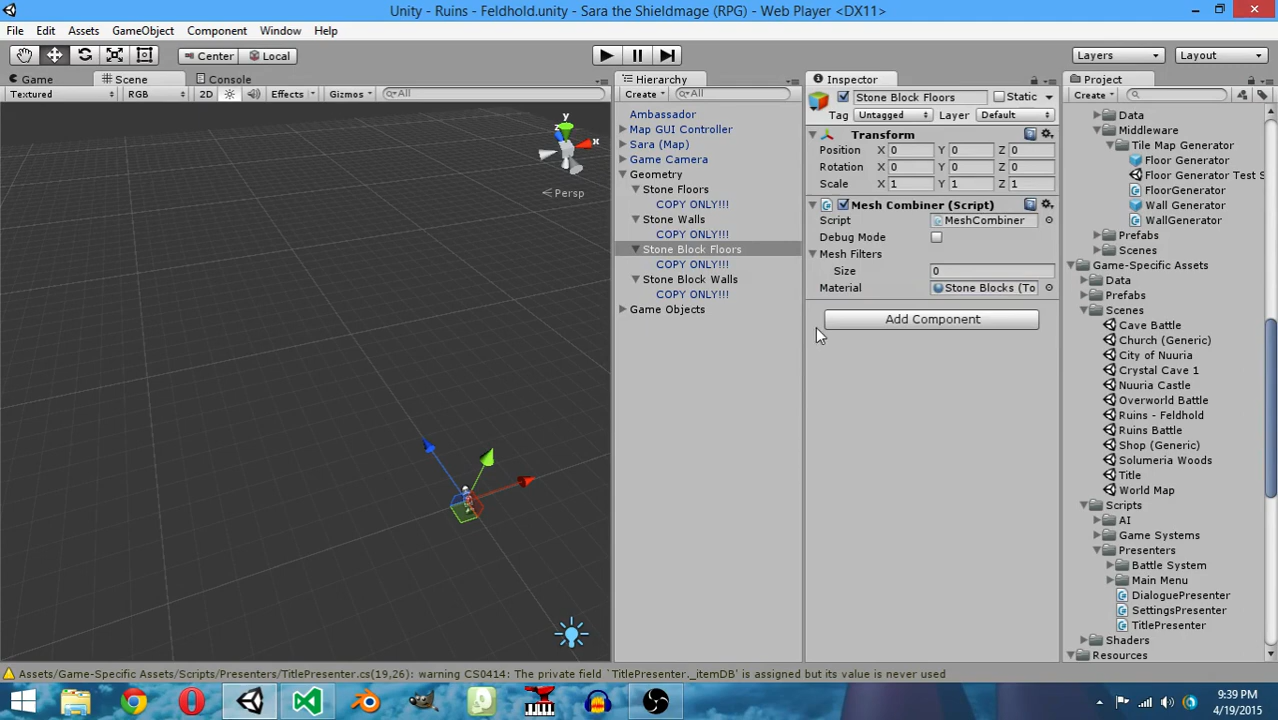 Unity - Ruins - Feldhold.unity - Sara the Shieldmage (RPG) - Web Player <DX11>
File Edit Assets GameObject Component Window Help
Center Local Layers Layout
Game Scene Console
Textured RGB 2D Effects Gizmos All
Persp
y
x
z
Hierarchy
Create All
Ambassador
Map GUI Controller
Sara (Map)
Game Camera
Geometry
Stone Floors
COPY ONLY!!!
Stone Walls
COPY ONLY!!!
Stone Block Floors
COPY ONLY!!!
Stone Block Walls
COPY ONLY!!!
Game Objects
Inspector
Stone Block Floors Static
Tag Untagged Layer Default
Transform
Position X 0 Y 0 Z 0
Rotation X 0 Y 0 Z 0
Scale X 1 Y 1 Z 1
Mesh Combiner (Script)
Script MeshCombiner
Debug Mode
Mesh Filters
Size 0
Material Stone Blocks (To
Add Component
Project
Create
Data
Middleware
Tile Map Generator
Floor Generator
Floor Generator Test S
FloorGenerator
Wall Generator
WallGenerator
Prefabs
Scenes
Game-Specific Assets
Data
Prefabs
Scenes
Cave Battle
Church (Generic)
City of Nuuria
Crystal Cave 1
Nuuria Castle
Overworld Battle
Ruins - Feldhold
Ruins Battle
Shop (Generic)
Solumeria Woods
Title
World Map
Scripts
AI
Game Systems
Presenters
Battle System
Main Menu
DialoguePresenter
SettingsPresenter
TitlePresenter
Shaders
Resources
Assets/Game-Specific Assets/Scripts/Presenters/TitlePresenter.cs(19,26): warning CS0414: The private field `TitlePresenter._itemDB' is assigned but its value is never used
9:39 PM
4/19/2015